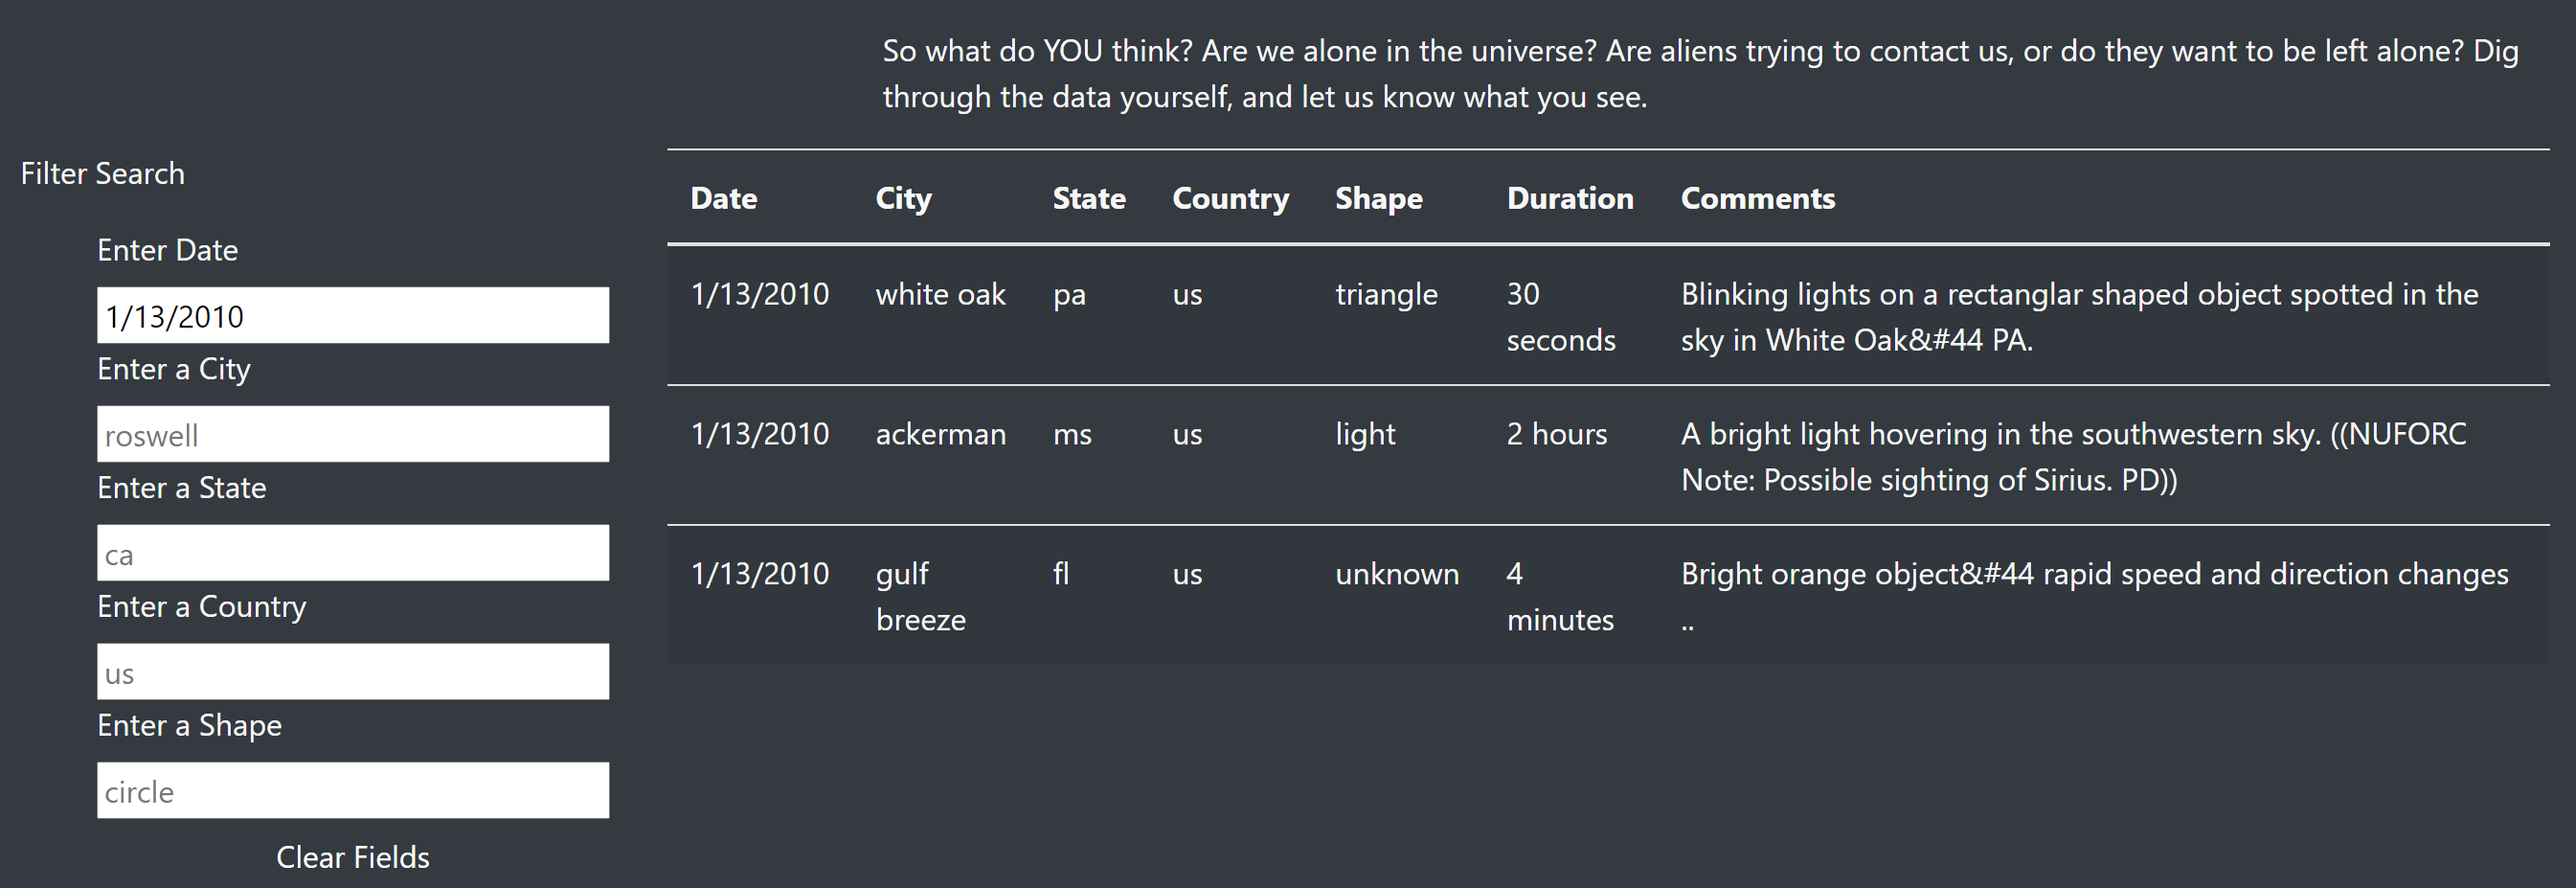 So what do YOU think? Are we alone in the universe? Are aliens trying to contact us, or do they want to be left alone? Dig
through the data yourself, and let us know what you see.
Filter Search
Enter Date
1/13/2010
Enter a City
roswell
Enter a State
ca
Enter a Country
us
Enter a Shape
circle
Clear Fields
Date City State Country Shape Duration Comments
1/13/2010 white oak pa us triangle 30 Blinking lights on a rectanglar shaped object spotted in the
seconds sky in White Oak&#44 PA.
1/13/2010 ackerman ms us light 2 hours A bright light hovering in the southwestern sky. ((NUFORC
Note: Possible sighting of Sirius. PD))
1/13/2010 gulf fl us unknown 4 Bright orange object&#44 rapid speed and direction changes
breeze minutes ..